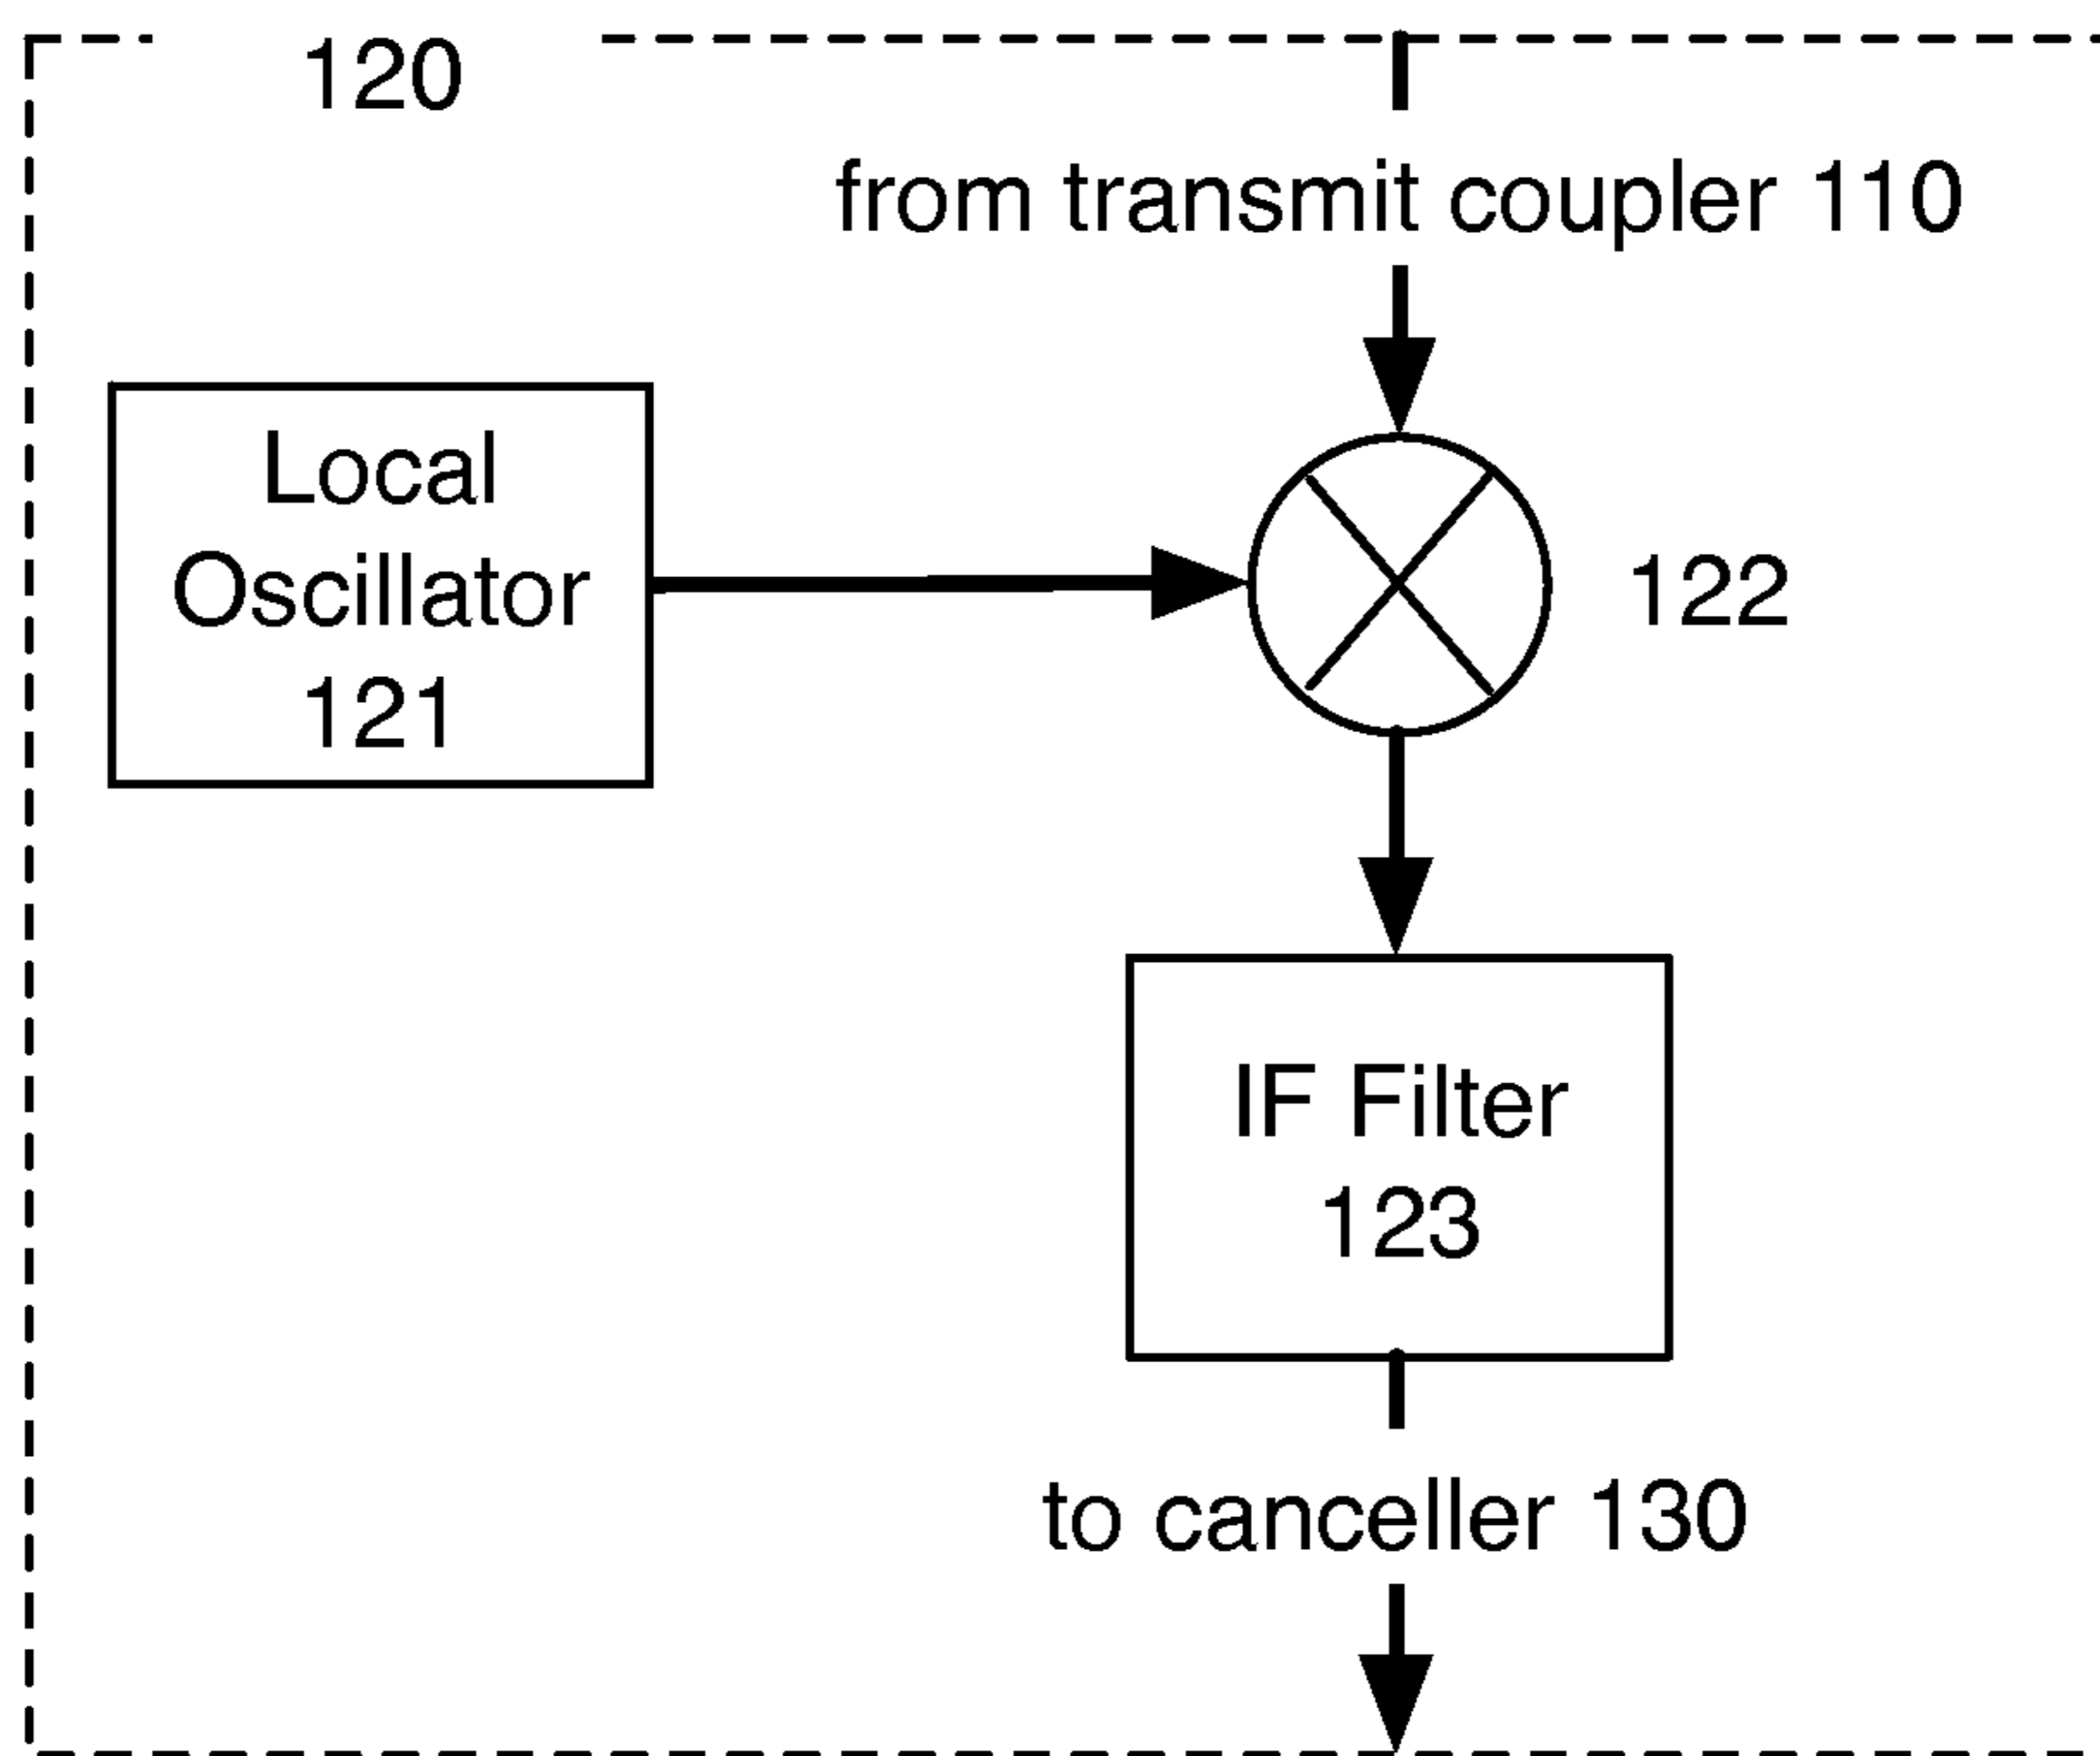 120
from transmit coupler 110
Local
Oscillator
121
122
IF Filter
123
to canceller 130